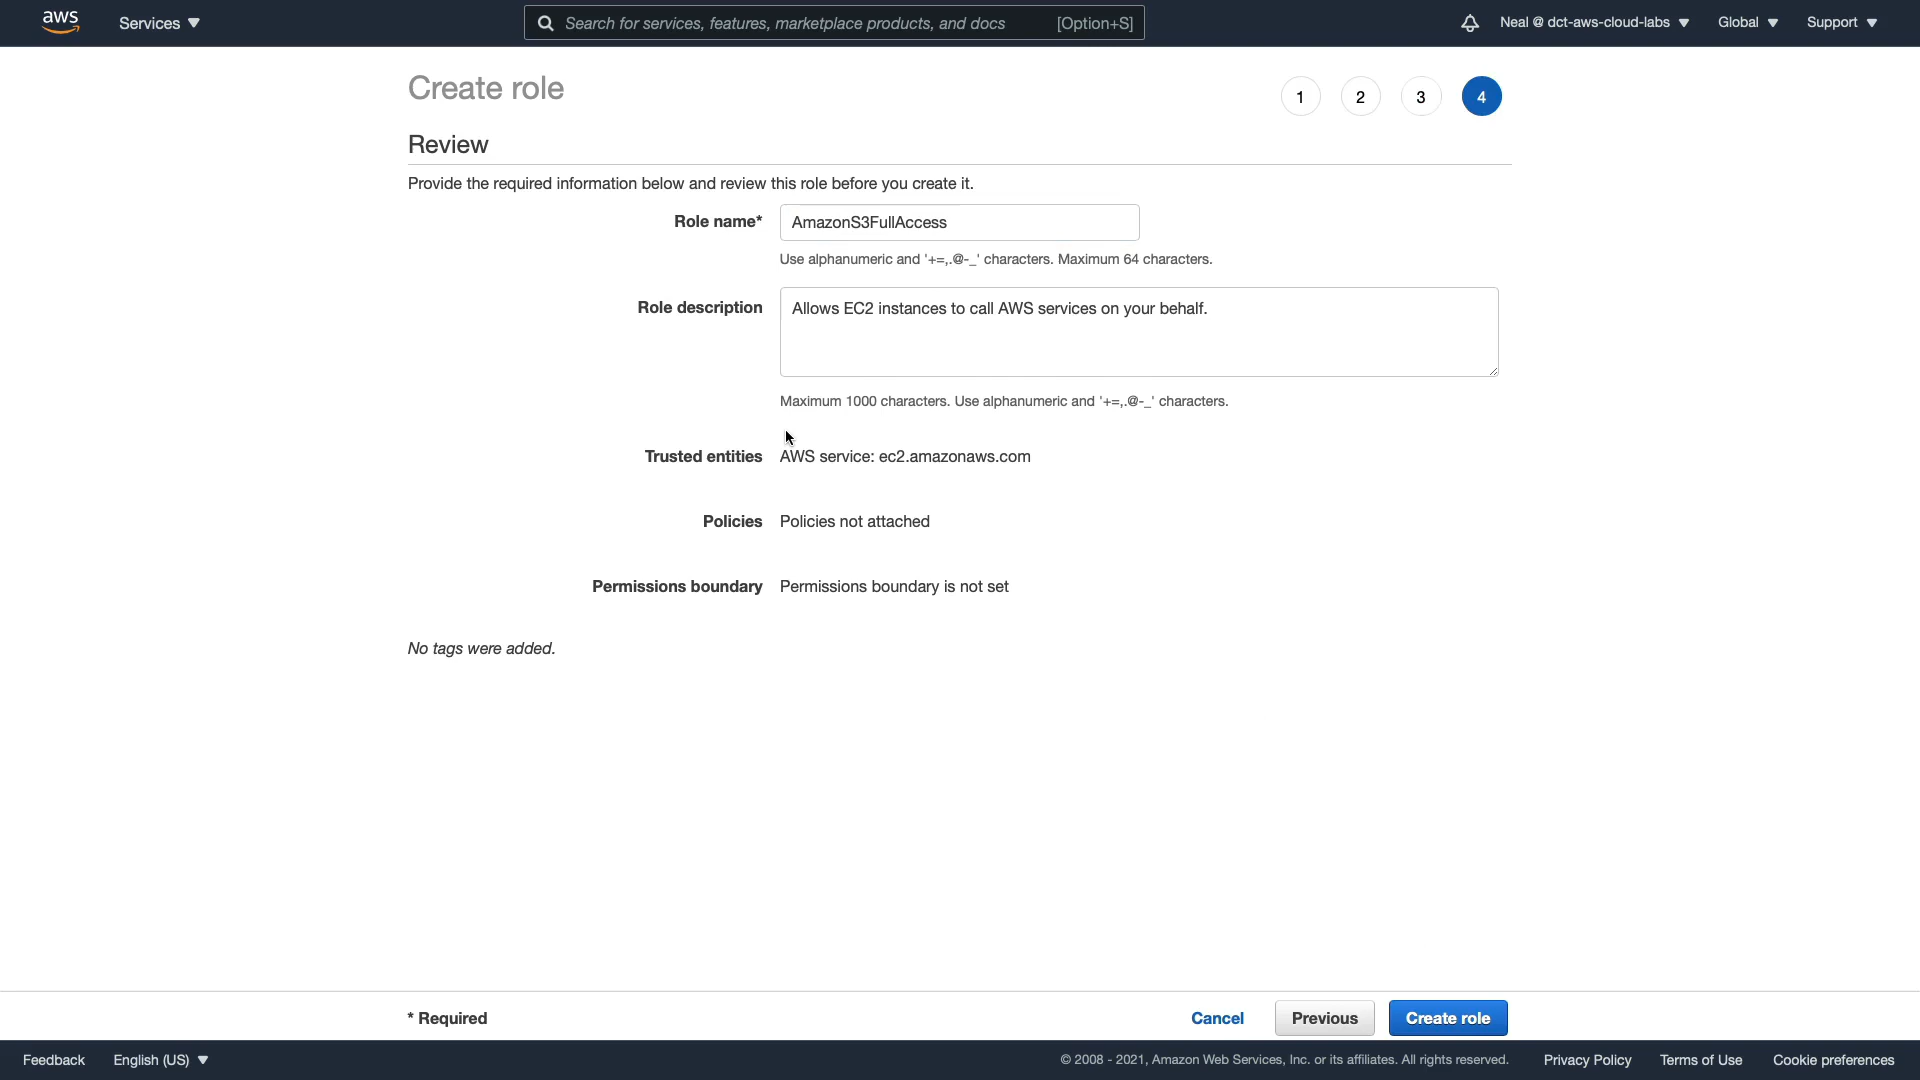 aws Services Search for services, features, marketplace products, and docs [Option+S] Neal @ dct-aws-cloud-labs Global Support
Create role 1 2 3 4
Review
Provide the required information below and review this role before you create it.
Role name* AmazonS3FullAccess
Use alphanumeric and '+=,.@-_' characters. Maximum 64 characters.
Role description Allows EC2 instances to call AWS services on your behalf.
Maximum 1000 characters. Use alphanumeric and '+=,.@-_' characters.
Trusted entities AWS service: ec2.amazonaws.com
Policies Policies not attached
Permissions boundary Permissions boundary is not set
No tags were added.
* Required Cancel Previous Create role
Feedback English (US) © 2008 - 2021, Amazon Web Services, Inc. or its affiliates. All rights reserved. Privacy Policy Terms of Use Cookie preferences